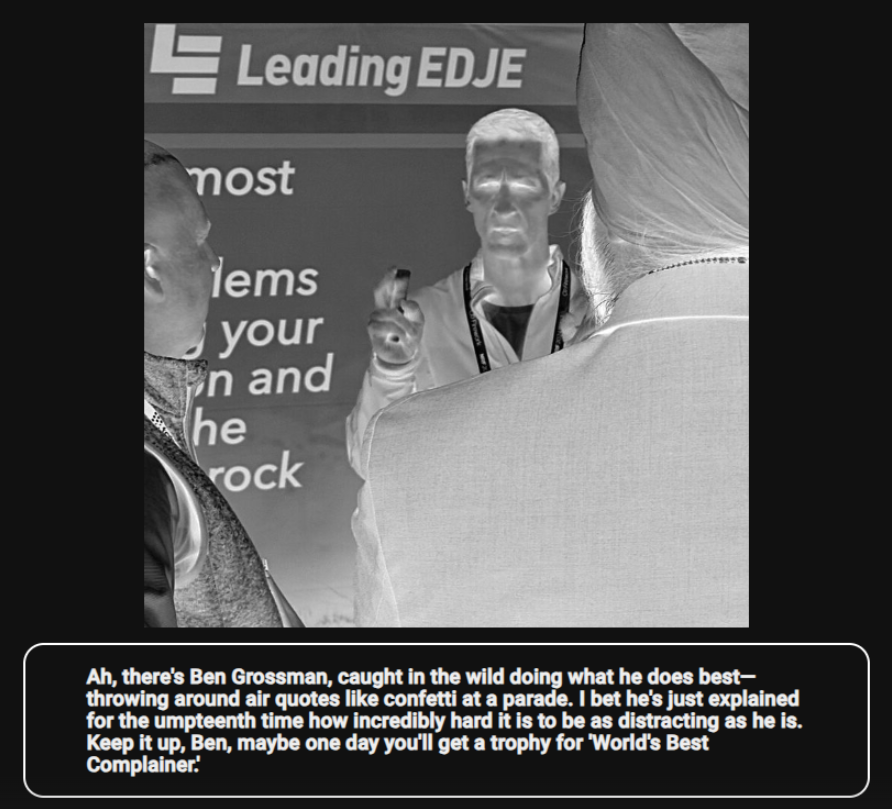 Leading EDJE
most
lems
your
n and
he
rock
Ah, there's Ben Grossman, caught in the wild doing what he does best—
throwing around air quotes like confetti at a parade. I bet he's just explained
for the umpteenth time how incredibly hard it is to be as distracting as he is.
Keep it up, Ben, maybe one day you'll get a trophy for 'World's Best
Complainer.'